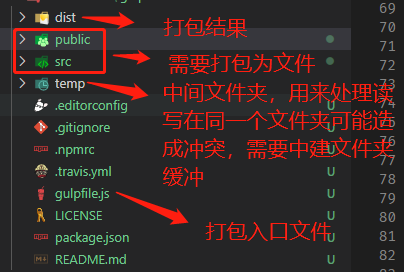 dist
打包结果
public
src
需要打包为文件
temp
中间文件夹，用来处理读
写在同一个文件夹可能造
成冲突，需要中建文件夹
缓冲
.editorconfig
.gitignore
U
.npmrc
U
.travis.yml
U
gulpfile.js
U
打包入口文件
LICENSE
U
package.json
U
README.md
U
69
70
71
72
73
74
75
76
77
78
79
80
81
82